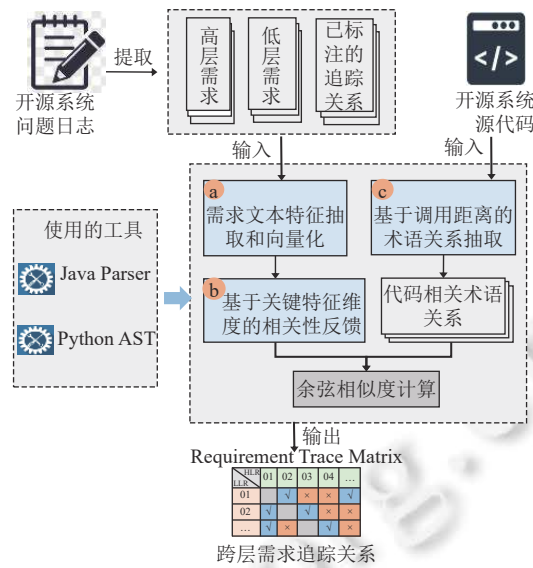 开源系统
问题日志
提取
高层需求
低层需求
已标注的追踪关系
</>
开源系统
源代码
输入
输入
使用的工具
Java Parser
Python AST
a
需求文本特征抽
取和向量化
b
基于关键特征维
度的相关性反馈
c
基于调用距离的
术语关系抽取
代码相关术语
关系
余弦相似度计算
输出
Requirement Trace Matrix
HLR
LLR
01 02 03 04 …
01 √ × × √
02 √ √ × ×
… √ × √ ×
跨层需求追踪关系